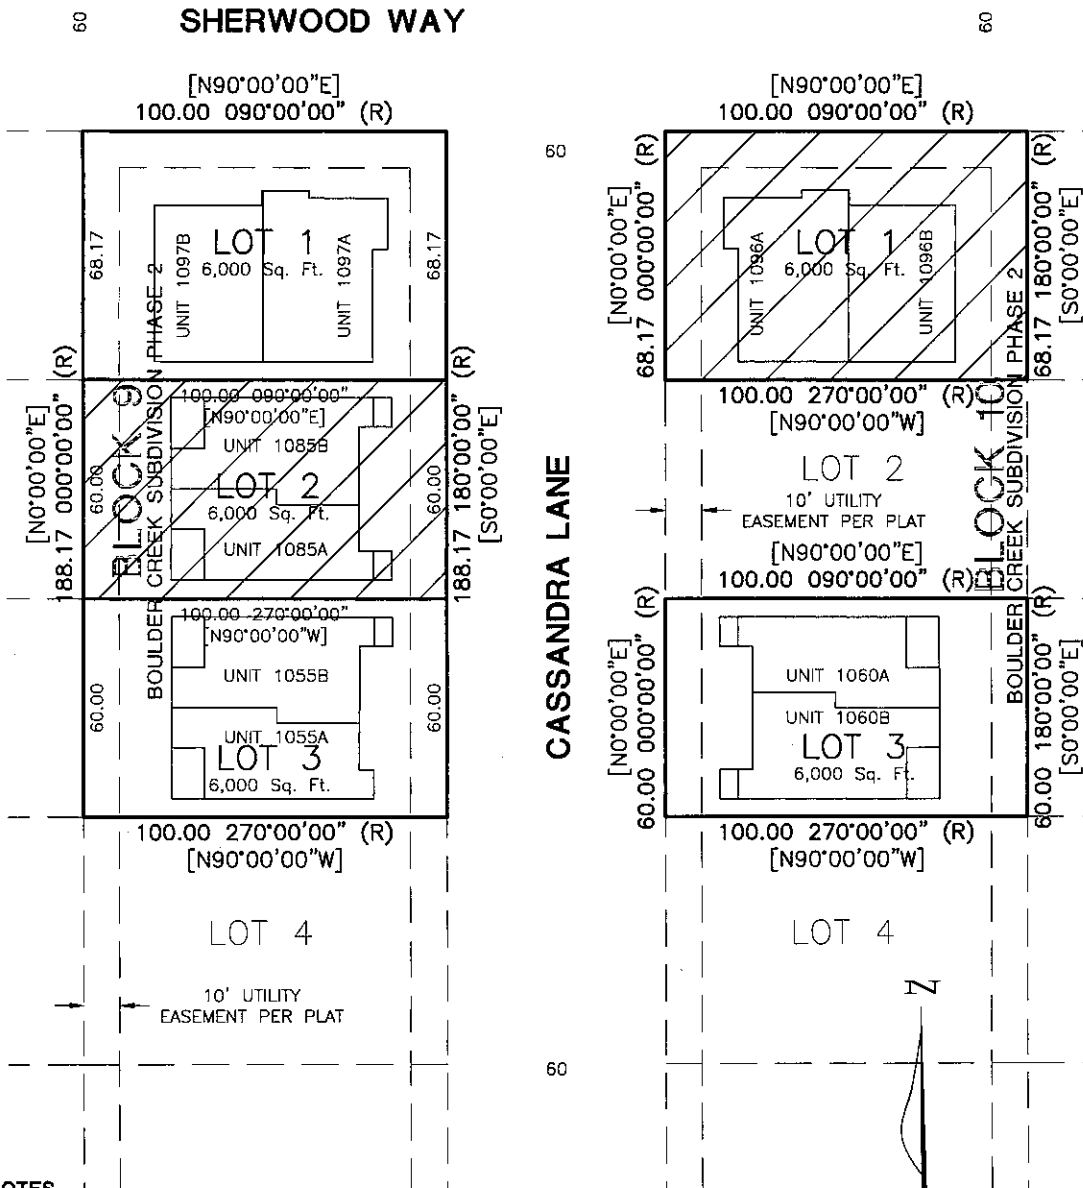 60
SHERWOOD WAY
60
[N90°00'00"E]
100.00 090°00'00" (R)
68.17
LOT 1
6,000 Sq. Ft.
UNIT 1097B
UNIT 1097A
68.17
[N0°00'00"E]
188.17 000°00'00" (R)
BLOCK 9
BOULDER CREEK SUBDIVISION PHASE 2
100.00 090°00'00"
[N90°00'00"E]
UNIT 1085B
60.00
LOT 2
6,000 Sq. Ft.
UNIT 1085A
60.00
188.17 180°00'00" (R)
[S0°00'00"E]
100.00 270°00'00"
[N90°00'00"W]
UNIT 1055B
60.00
UNIT 1055A
LOT 3
6,000 Sq. Ft.
60.00
100.00 270°00'00" (R)
[N90°00'00"W]
LOT 4
10' UTILITY
EASEMENT PER PLAT
60
CASSANDRA LANE
60
[N90°00'00"E]
100.00 090°00'00" (R)
[N0°00'00"E]
68.17 000°00'00" (R)
UNIT 1096A
LOT 1
6,000 Sq. Ft.
UNIT 1096B
68.17 180°00'00" (R)
[S0°00'00"E]
100.00 270°00'00" (R)
[N90°00'00"W]
LOT 2
10' UTILITY
EASEMENT PER PLAT
BLOCK 10
BOULDER CREEK SUBDIVISION PHASE 2
[N90°00'00"E]
100.00 090°00'00" (R)
[N0°00'00"E]
60.00 000°00'00" (R)
UNIT 1060A
UNIT 1060B
LOT 3
6,000 Sq. Ft.
60.00 180°00'00" (R)
[S0°00'00"E]
100.00 270°00'00" (R)
[N90°00'00"W]
LOT 4
N